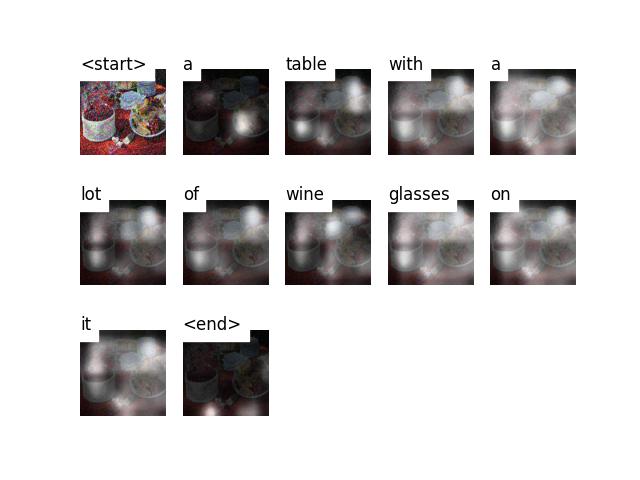 <start> a table with a
lot of wine glasses on
it <end>